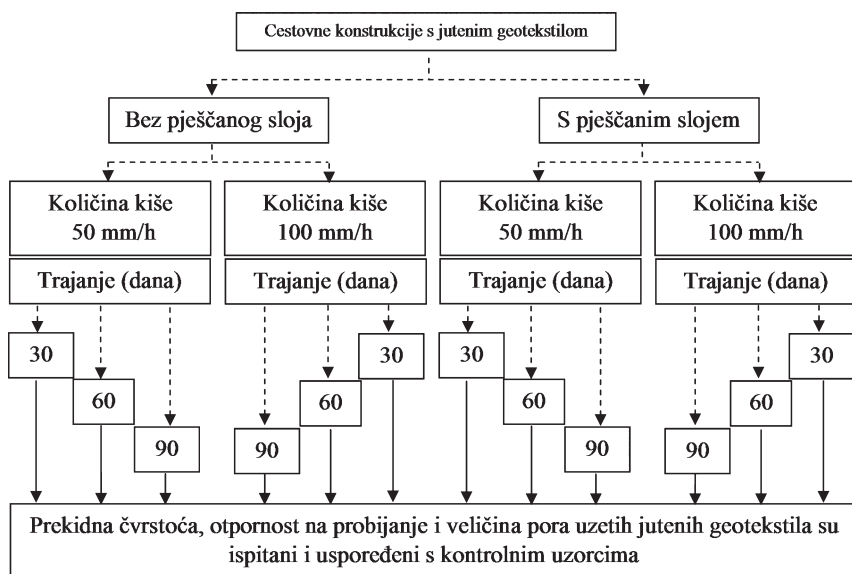 Cestovne konstrukcije s jutenim geotekstilom
Bez pješčanog sloja
S pješčanim slojem
Količina kiše
50 mm/h
Količina kiše
100 mm/h
Količina kiše
50 mm/h
Količina kiše
100 mm/h
Trajanje (dana)
Trajanje (dana)
Trajanje (dana)
Trajanje (dana)
30
60
90
90
60
30
30
60
90
90
60
30
Prekidna čvrstoća, otpornost na probijanje i veličina pora uzetih jutenih geotekstila su
ispitani i uspoređeni s kontrolnim uzorcima